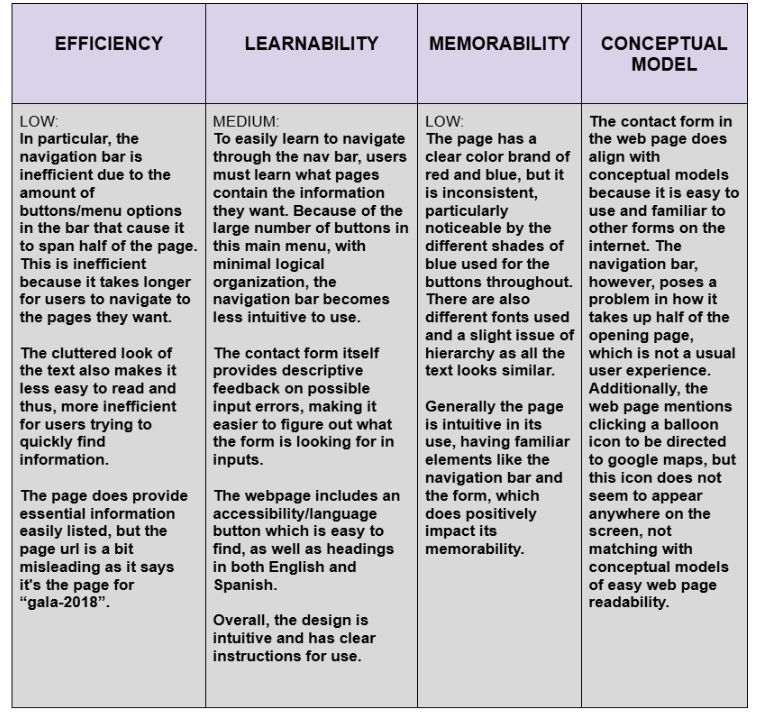 EFFICIENCY
LOW:
In particular, the
navigation bar is
inefficient due to the
amount of
buttons/menu options
in the bar that cause it
to span half of the page.
This is inefficient
because it takes longer
for users to navigate to
the pages they want.
The cluttered look of
the text also makes it
less easy to read and
thus, more inefficient
for users trying to
quickly find
information.
The page does provide
essential information
easily listed, but the
page url is a bit
misleading as it says
it's the page for
“gala-2018”.
LEARNABILITY
MEDIUM:
To easily learn to navigate
through the nav bar, users
must learn what pages
contain the information
they want. Because of the
large number of buttons in
this main menu, with
minimal logical
organization, the
navigation bar becomes
less intuitive to use.
The contact form itself
provides descriptive
feedback on possible
input errors, making it
easier to figure out what
the form is looking for in
inputs.
The webpage includes an
accessibility/language
button which is easy to
find, as well as headings
in both English and
Spanish.
Overall, the design is
intuitive and has clear
instructions for use.
MEMORABILITY
LOW:
The page has a
clear color brand of
red and blue, but it
is inconsistent,
particularly
noticeable by the
different shades of
blue used for the
buttons throughout.
There are also
different fonts used
and a slight issue of
hierarchy as all the
text looks similar.
Generally the page
is intuitive in its
use, having familiar
elements like the
navigation bar and
the form, which
does positively
impact its
memorability.
CONCEPTUAL
MODEL
The contact form in
the web page does
align with
conceptual models
because it is easy to
use and familiar to
other forms on the
internet. The
navigation bar,
however, poses a
problem in how it
takes up half of the
opening page,
which is not a usual
user experience.
Additionally, the
web page mentions
clicking a balloon
icon to be directed
to google maps, but
this icon does not
seem to appear
anywhere on the
screen, not
matching with
conceptual models
of easy web page
readability.